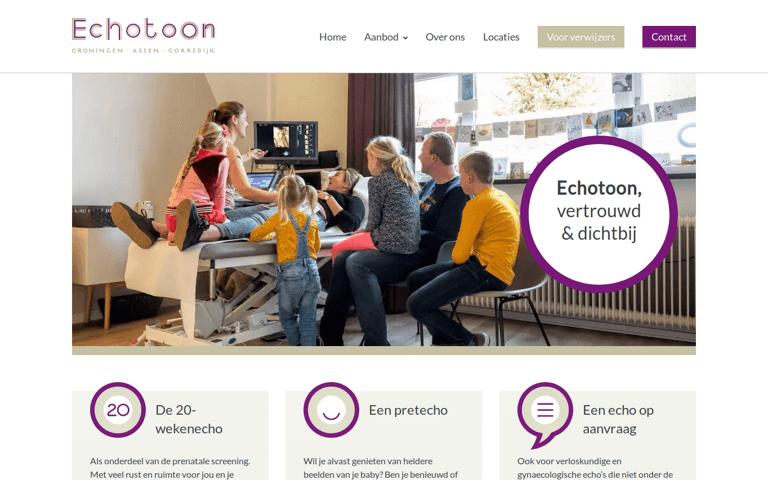 Echotoon
GRONINGEN · ASSEN · GORREDIJK
Home
Aanbod
Over ons
Locaties
Voor verwijzers
Contact
Echotoon,
vertrouwd
& dichtbij
20
De 20-
wekenecho
Als onderdeel van de prenatale screening.
Met veel rust en ruimte voor jou en je
Een pretecho
Wil je alvast genieten van heldere
beelden van je baby? Ben je benieuwd of
Een echo op
aanvraag
Ook voor verloskundige en
gynaecologische echo's die niet onder de